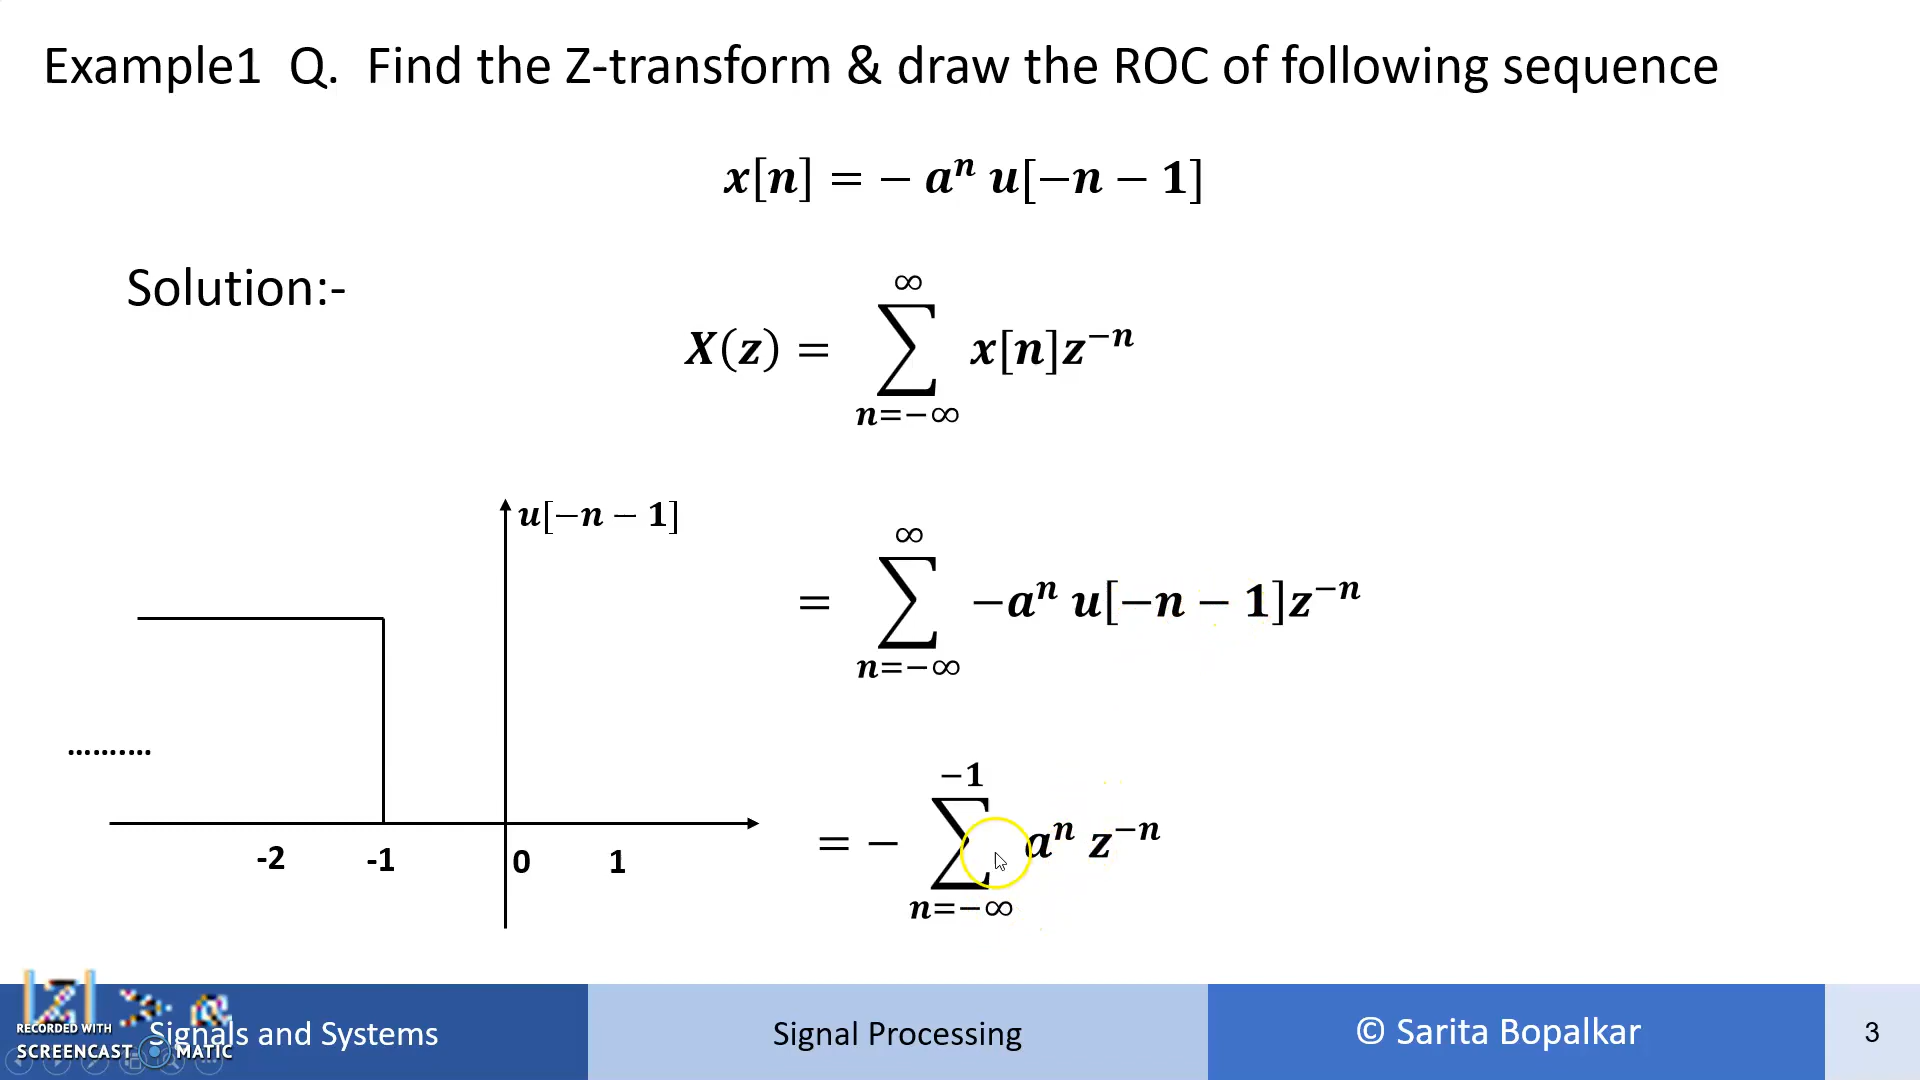 Example1 Q. Find the Z-transform & draw the ROC of following sequence
x[n] = − aⁿ u[−n − 1]
Solution:-
X(z) = ∑_{n=−∞}^{∞} x[n]z⁻ⁿ
u[−n − 1]
= ∑_{n=−∞}^{∞} −aⁿ u[−n − 1]z⁻ⁿ
...........
= − ∑_{n=−∞}^{−1} aⁿ z⁻ⁿ
-2 -1 0 1
|z| > a
RECORDED WITH
SCREENCAST MATIC
Signals and Systems
Signal Processing
© Sarita Bopalkar
3